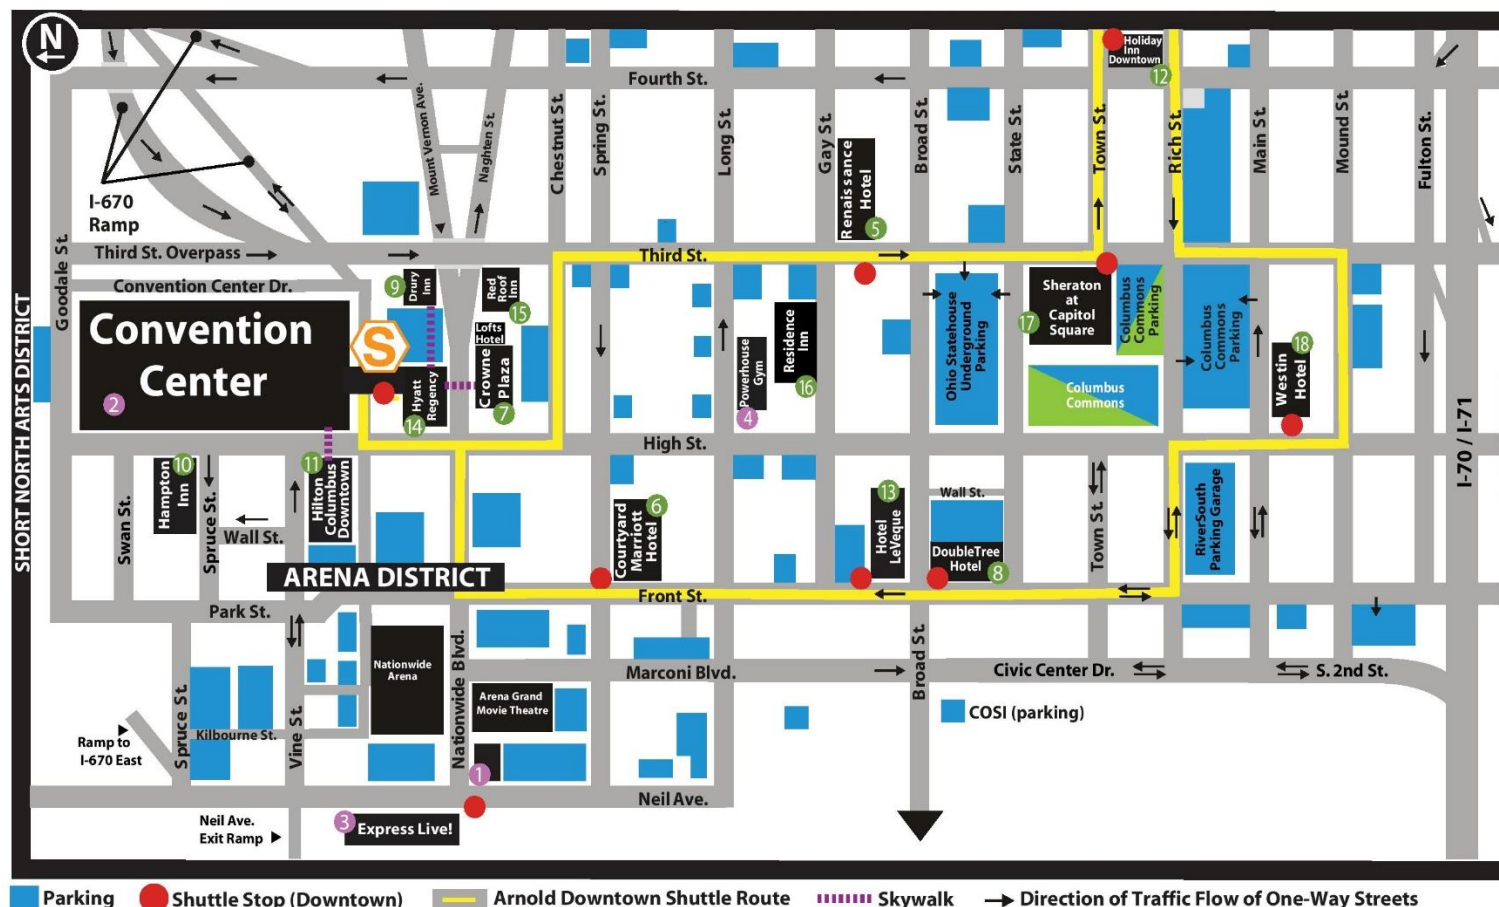 N
Holiday
Inn
Downtown
12
Fourth St.
I-670
Ramp
Mount Vernon Ave.
Naghten St.
Chestnut St.
Spring St.
Long St.
Gay St.
Broad St.
State St.
Town St.
Rich St.
Main St.
Mound St.
Fulton St.
Renaissance
Hotel
5
Goodale St.
Third St. Overpass
Third St.
Convention Center Dr.
Convention
Center
2
S
9
Drury
Inn
Red
Roof
Inn
15
Lofts
Hotel
Crowne
Plaza
7
Hyatt
Regency
14
Powerhouse
Gym
4
Residence
Inn
16
Ohio Statehouse
Underground
Parking
17
Sheraton
at
Capitol
Square
Columbus
Commons
Parking
Columbus
Commons
Columbus
Commons
Parking
18
Westin
Hotel
High St.
SHORT NORTH ARTS DISTRICT
I-70 / I-71
Swan St.
10
Hampton
Inn
Spruce St.
Wall St.
11
Hilton
Columbus
Downtown
ARENA DISTRICT
6
Courtyard
Marriott
Hotel
13
Hotel
LeVeque
Wall St.
DoubleTree
Hotel
8
Town St.
RiverSouth
Parking Garage
Park St.
Front St.
Nationwide
Arena
Nationwide Blvd.
Marconi Blvd.
Broad St.
Civic Center Dr.
S. 2nd St.
Arena Grand
Movie Theatre
Spruce St.
Kilbourne St.
Vine St.
COSI (parking)
Ramp to
I-670 East
1
Neil Ave.
Neil Ave.
Exit Ramp
3
Express Live!
Parking
Shuttle Stop (Downtown)
Arnold Downtown Shuttle Route
Skywalk
Direction of Traffic Flow of One-Way Streets